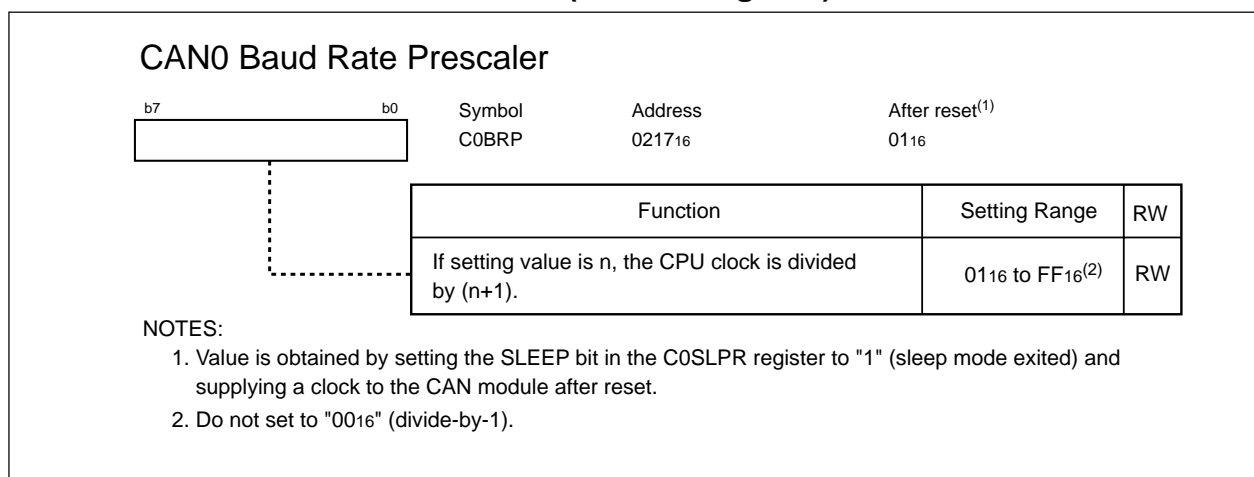 CAN0 Baud Rate Prescaler
b7 b0 Symbol Address After reset(1)
C0BRP 021716 0116
Function Setting Range RW
If setting value is n, the CPU clock is divided
by (n+1).
0116 to FF16(2) RW
NOTES:
1. Value is obtained by setting the SLEEP bit in the C0SLPR register to "1" (sleep mode exited) and
supplying a clock to the CAN module after reset.
2. Do not set to "0016" (divide-by-1).